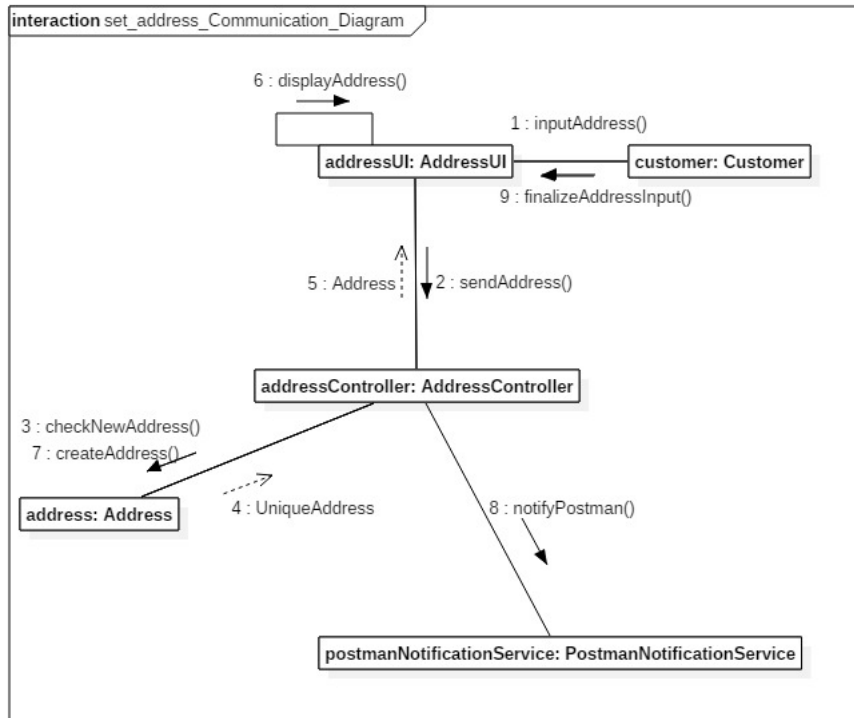 interaction set_address_Communication_Diagram
6 : displayAddress()
1 : inputAddress()
addressUI: AddressUI
customer: Customer
9 : finalizeAddressInput()
5 : Address
2 : sendAddress()
addressController: AddressController
3 : checkNewAddress()
7 : createAddress()
4 : UniqueAddress
8 : notifyPostman()
address: Address
postmanNotificationService: PostmanNotificationService